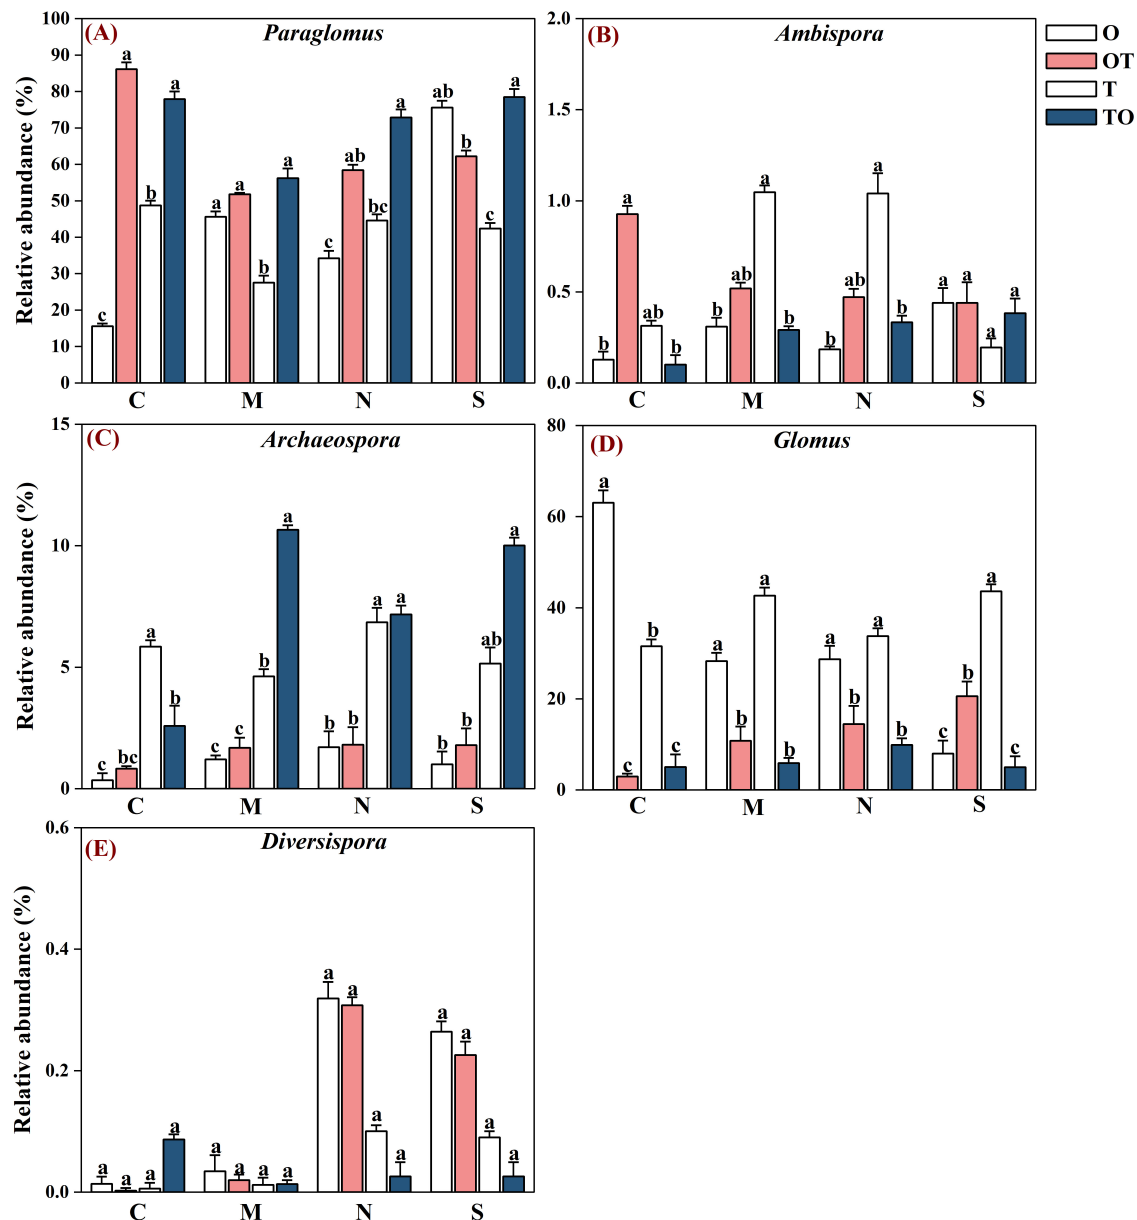 (A) Paraglomus
Relative abundance (%)
100
90
80
70
60
50
40
30
20
10
0
c a b a
a a b a
c ab bc a
ab b c a
C M N S
(B) Ambispora
2.0
1.5
1.0
0.5
0.0
b a ab b
b ab a b
b ab a b
a a a a
C M N S
O
OT
T
TO
(C) Archaeospora
Relative abundance (%)
15
10
5
0
c bc a b
c c b a
b b a a
b b ab a
C M N S
(D) Glomus
80
60
40
20
0
a c b c
a b a b
a b a b
c b a c
C M N S
(E) Diversispora
Relative abundance (%)
0.6
0.4
0.2
0.0
a a a a
a a a a
a a a a
a a a a
C M N S